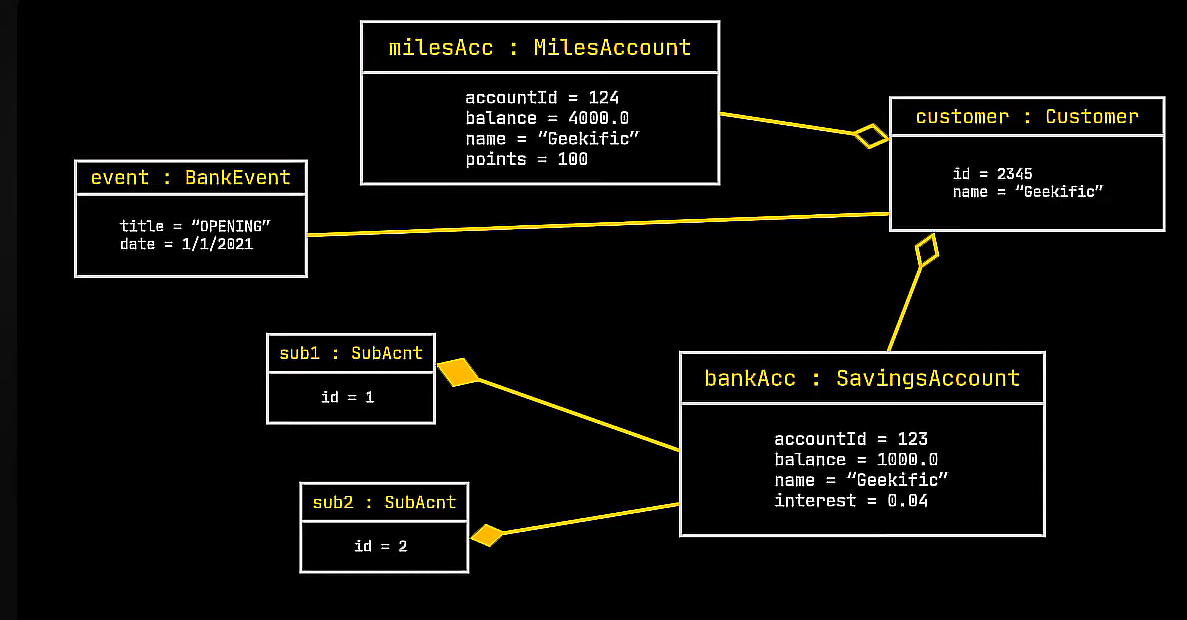 milesAcc : MilesAccount
accountId = 124
balance = 4000.0
name = “Geekific”
points = 100
customer : Customer
id = 2345
name = “Geekific”
event : BankEvent
title = “OPENING”
date = 1/1/2021
sub1 : SubAcnt
id = 1
bankAcc : SavingsAccount
accountId = 123
balance = 1000.0
name = “Geekific”
interest = 0.04
sub2 : SubAcnt
id = 2